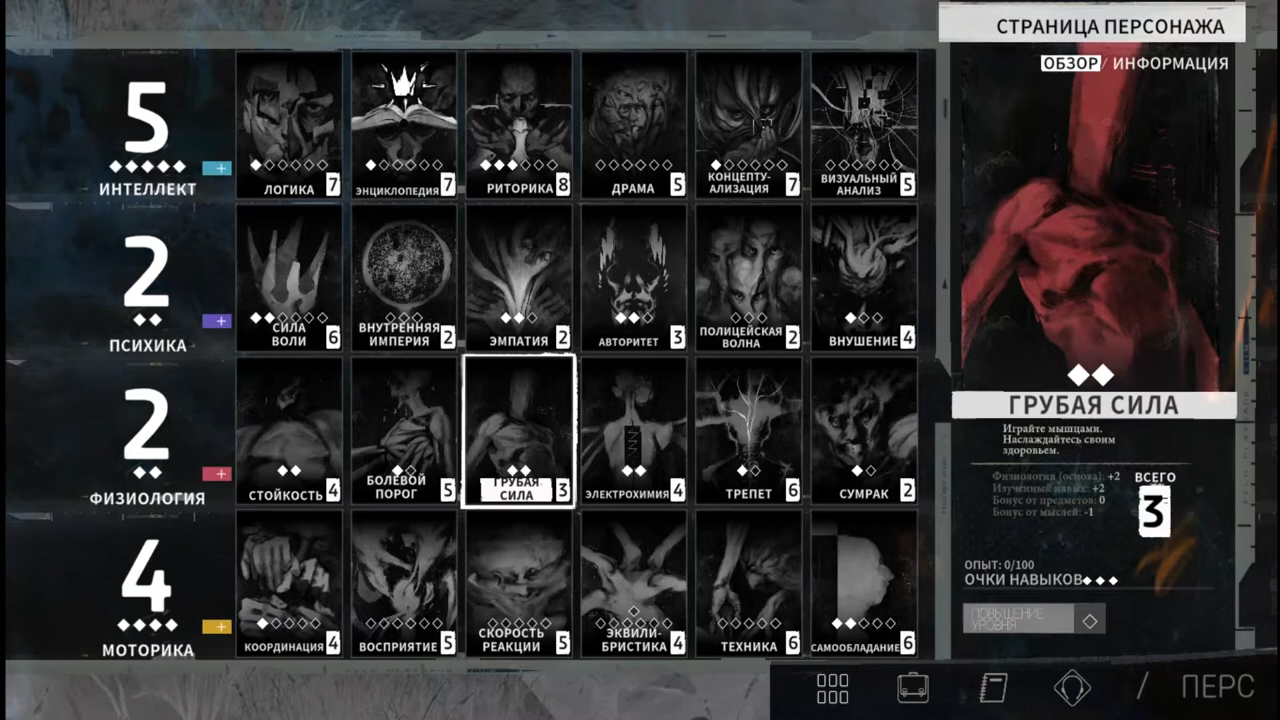 СТРАНИЦА ПЕРСОНАЖА
ОБЗОР / ИНФОРМАЦИЯ
5
ИНТЕЛЛЕКТ
+
ЛОГИКА 7
ЭНЦИКЛОПЕДИЯ 7
РИТОРИКА 8
ДРАМА 5
КОНЦЕПТУ-
АЛИЗАЦИЯ 7
ВИЗУАЛЬНЫЙ
АНАЛИЗ 5
2
ПСИХИКА
+
СИЛА
ВОЛИ 6
ВНУТРЕННЯЯ
ИМПЕРИЯ 2
ЭМПАТИЯ 2
АВТОРИТЕТ 3
ПОЛИЦЕЙСКАЯ
ВОЛНА 2
ВНУШЕНИЕ 4
2
ФИЗИОЛОГИЯ
+
СТОЙКОСТЬ 4
БОЛЕВОЙ
ПОРОГ 5
ГРУБАЯ
СИЛА 3
ЭЛЕКТРОХИМИЯ 4
ТРЕПЕТ 6
СУМРАК 2
4
МОТОРИКА
+
КООРДИНАЦИЯ 4
ВОСПРИЯТИЕ 5
СКОРОСТЬ
РЕАКЦИИ 5
ЭКВИЛИ-
БРИСТИКА 4
ТЕХНИКА 6
САМООБЛАДАНИЕ 6
ГРУБАЯ СИЛА
Играйте мышцами.
Наслаждайтесь своим
здоровьем.
Физиология (основа): +2
Изученный навык: +2
Бонус от предметов: 0
Бонус от мыслей: -1
ВСЕГО
3
ОПЫТ: 0/100
ОЧКИ НАВЫКОВ
ПОВЫШЕНИЕ
УРОВНЯ
/ ПЕРС